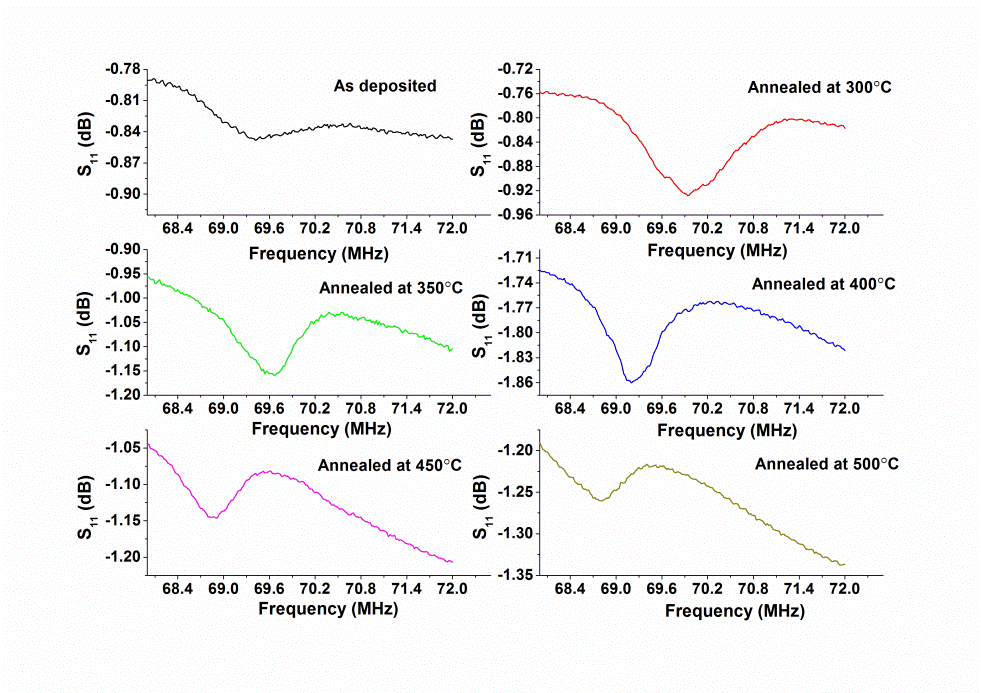 As deposited
S11 (dB)
-0.78
-0.81
-0.84
-0.87
-0.90
68.4 69.0 69.6 70.2 70.8 71.4 72.0
Frequency (MHz)
Annealed at 300°C
S11 (dB)
-0.72
-0.76
-0.80
-0.84
-0.88
-0.92
-0.96
68.4 69.0 69.6 70.2 70.8 71.4 72.0
Frequency (MHz)
Annealed at 350°C
S11 (dB)
-0.90
-0.95
-1.00
-1.05
-1.10
-1.15
-1.20
68.4 69.0 69.6 70.2 70.8 71.4 72.0
Frequency (MHz)
Annealed at 400°C
S11 (dB)
-1.71
-1.74
-1.77
-1.80
-1.83
-1.86
68.4 69.0 69.6 70.2 70.8 71.4 72.0
Frequency (MHz)
Annealed at 450°C
S11 (dB)
-1.05
-1.10
-1.15
-1.20
68.4 69.0 69.6 70.2 70.8 71.4 72.0
Frequency (MHz)
Annealed at 500°C
S11 (dB)
-1.20
-1.25
-1.30
-1.35
68.4 69.0 69.6 70.2 70.8 71.4 72.0
Frequency (MHz)